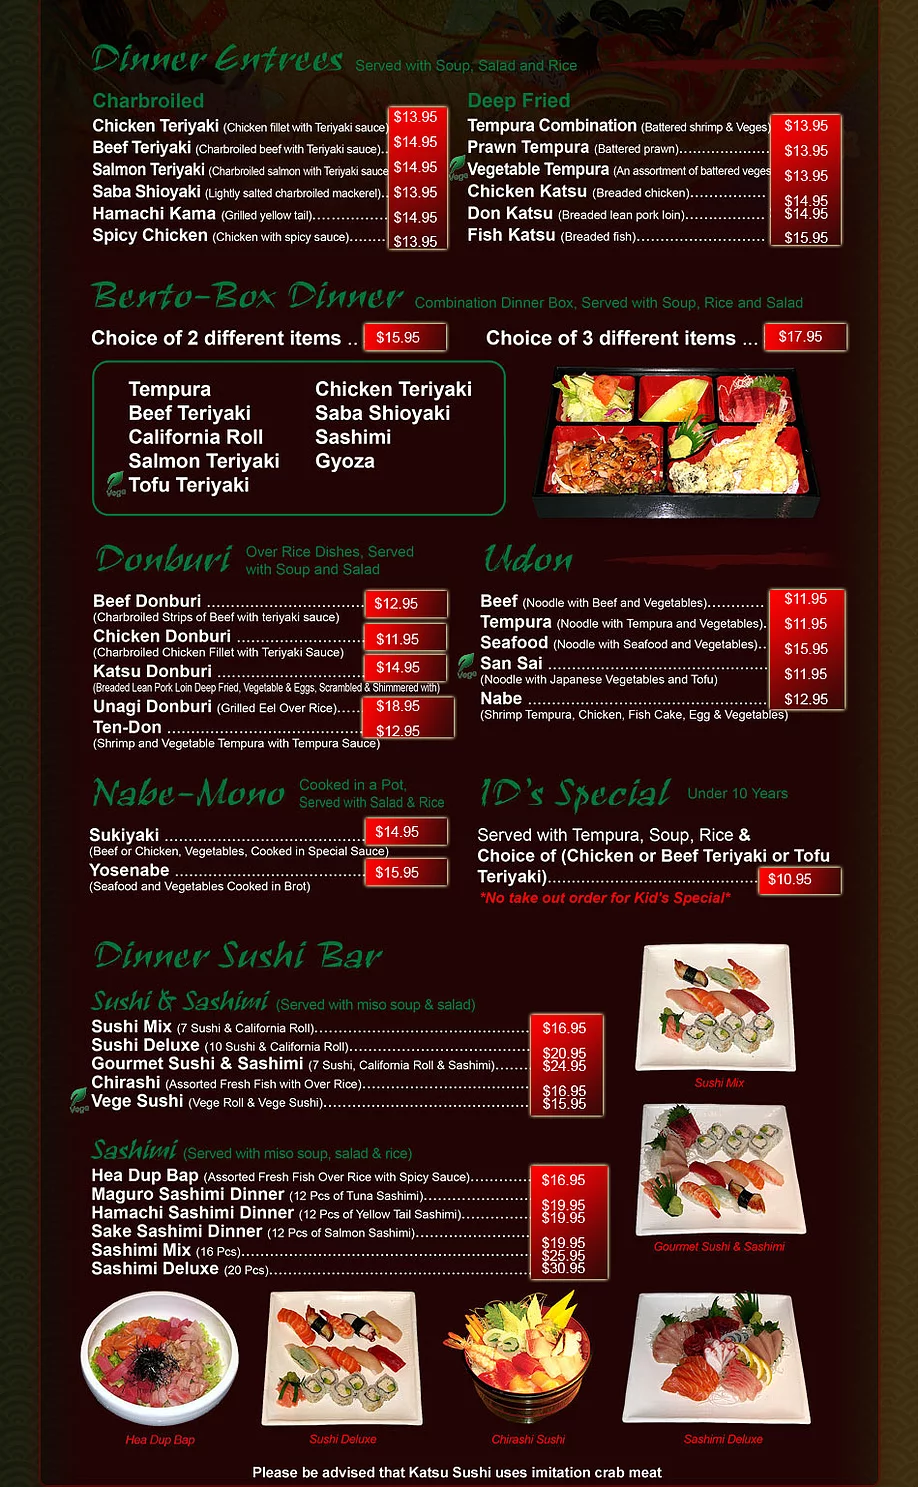 Dinner Entrees Served with Soup, Salad and Rice
Charbroiled
Chicken Teriyaki (Chicken fillet with Teriyaki sauce) $13.95
Beef Teriyaki (Charbroiled beef with Teriyaki sauce).. $14.95
Salmon Teriyaki (Charbroiled salmon with Teriyaki sauce $14.95
Saba Shioyaki (Lightly salted charbroiled mackerel).. $13.95
Hamachi Kama (Grilled yellow tail)................. $14.95
Spicy Chicken (Chicken with spicy sauce)........ $13.95
Deep Fried
Tempura Combination (Battered shrimp & Veges) $13.95
Prawn Tempura (Battered prawn).................... $13.95
Vega Vegetable Tempura (An assortment of battered veges $13.95
Chicken Katsu (Breaded chicken)................. $14.95
Don Katsu (Breaded lean pork loin)................. $14.95
Fish Katsu (Breaded fish)............................ $15.95
Bento-Box Dinner Combination Dinner Box, Served with Soup, Rice and Salad
Choice of 2 different items .. $15.95
Choice of 3 different items ... $17.95
Tempura
Beef Teriyaki
California Roll
Salmon Teriyaki
Vega Tofu Teriyaki
Chicken Teriyaki
Saba Shioyaki
Sashimi
Gyoza
Donburi Over Rice Dishes, Served
with Soup and Salad
Beef Donburi ................................... $12.95
(Charbroiled Strips of Beef with teriyaki sauce)
Chicken Donburi ............................ $11.95
(Charbroiled Chicken Fillet with Teriyaki Sauce)
Katsu Donburi ................................ $14.95
(Breaded Lean Pork Loin Deep Fried, Vegetable & Eggs, Scrambled & Shimmered with)
Unagi Donburi (Grilled Eel Over Rice)..... $18.95
Ten-Don ........................................... $12.95
(Shrimp and Vegetable Tempura with Tempura Sauce)
Udon
Beef (Noodle with Beef and Vegetables)............. $11.95
Tempura (Noodle with Tempura and Vegetables). $11.95
Seafood (Noodle with Seafood and Vegetables).. $15.95
Vega San Sai ................................................ $11.95
(Noodle with Japanese Vegetables and Tofu)
Nabe ..................................................... $12.95
(Shrimp Tempura, Chicken, Fish Cake, Egg & Vegetables)
Nabe-Mono Cooked in a Pot,
Served with Salad & Rice
Sukiyaki ............................................ $14.95
(Beef or Chicken, Vegetables, Cooked in Special Sauce)
Yosenabe .......................................... $15.95
(Seafood and Vegetables Cooked in Brot)
ID's Special Under 10 Years
Served with Tempura, Soup, Rice &
Choice of (Chicken or Beef Teriyaki or Tofu
Teriyaki)............................................. $10.95
*No take out order for Kid's Special*
Dinner Sushi Bar
Sushi & Sashimi (Served with miso soup & salad)
Sushi Mix (7 Sushi & California Roll)............................................... $16.95
Sushi Deluxe (10 Sushi & California Roll)....................................... $20.95
Gourmet Sushi & Sashimi (7 Sushi, California Roll & Sashimi)....... $24.95
Chirashi (Assorted Fresh Fish with Over Rice).................................... $16.95
Vega Vege Sushi (Vege Roll & Vege Sushi)............................................. $15.95
Sushi Mix
Sashimi (Served with miso soup, salad & rice)
Hea Dup Bap (Assorted Fresh Fish Over Rice with Spicy Sauce)............ $16.95
Maguro Sashimi Dinner (12 Pcs of Tuna Sashimi)....................... $19.95
Hamachi Sashimi Dinner (12 Pcs of Yellow Tail Sashimi)............... $19.95
Sake Sashimi Dinner (12 Pcs of Salmon Sashimi)......................... $19.95
Sashimi Mix (16 Pcs)............................................................... $25.95
Sashimi Deluxe (20 Pcs)......................................................... $30.95
Gourmet Sushi & Sashimi
Hea Dup Bap
Sushi Deluxe
Chirashi Sushi
Sashimi Deluxe
Please be advised that Katsu Sushi uses imitation crab meat